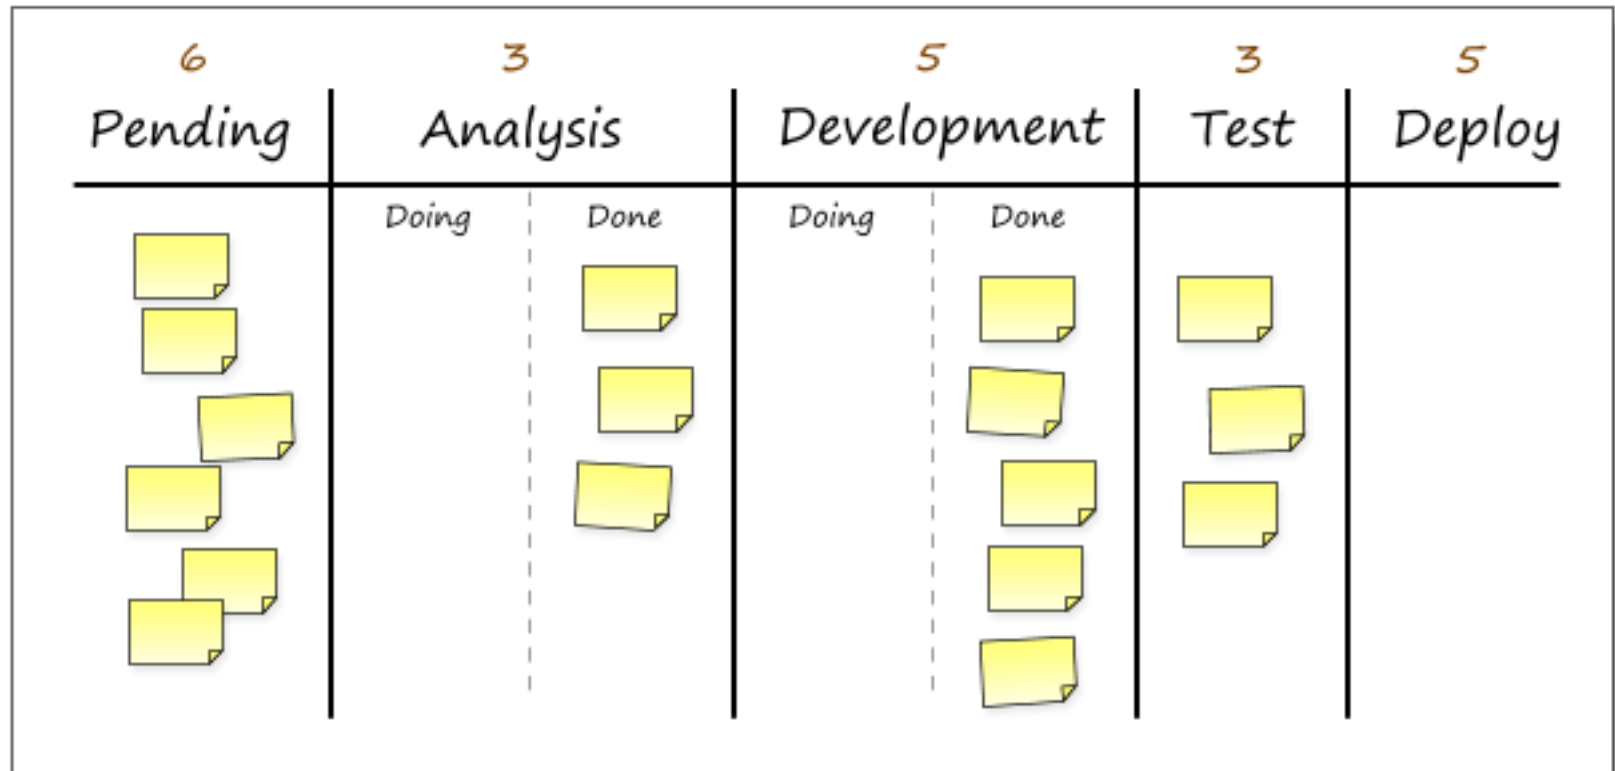 6 3 5 3 5
Pending Analysis Development Test Deploy
Doing Done Doing Done